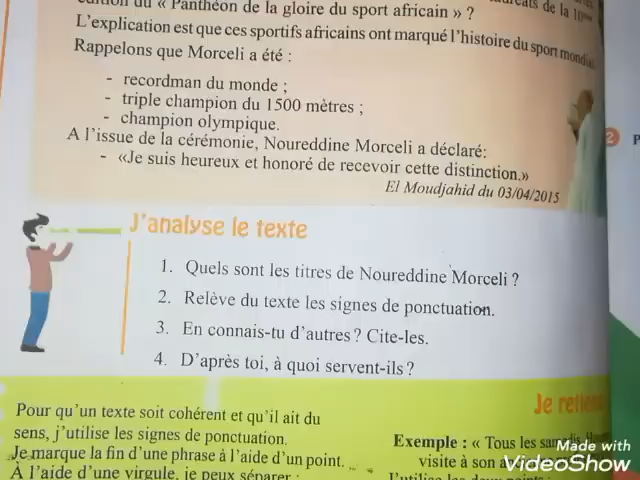 édition du « Panthéon de la gloire du sport africain » ?
de la 10ème
L'explication est que ces sportifs africains ont marqué l'histoire du sport mondial.
Rappelons que Morceli a été :
- recordman du monde ;
- triple champion du 1500 mètres ;
- champion olympique.
A l'issue de la cérémonie, Noureddine Morceli a déclaré:
- «Je suis heureux et honoré de recevoir cette distinction.»
El Moudjahid du 03/04/2015
2
P
J'analyse le texte
1. Quels sont les titres de Noureddine Morceli ?
2. Relève du texte les signes de ponctuation.
3. En connais-tu d'autres ? Cite-les.
4. D'après toi, à quoi servent-ils ?
Je
Pour qu'un texte soit cohérent et qu'il ait du
sens, j'utilise les signes de ponctuation.
Je marque la fin d'une phrase à l'aide d'un point.
À l'aide d'une virgule, je peux séparer :
Exemple : « Tous les
visite à son
Made with
VideoShow